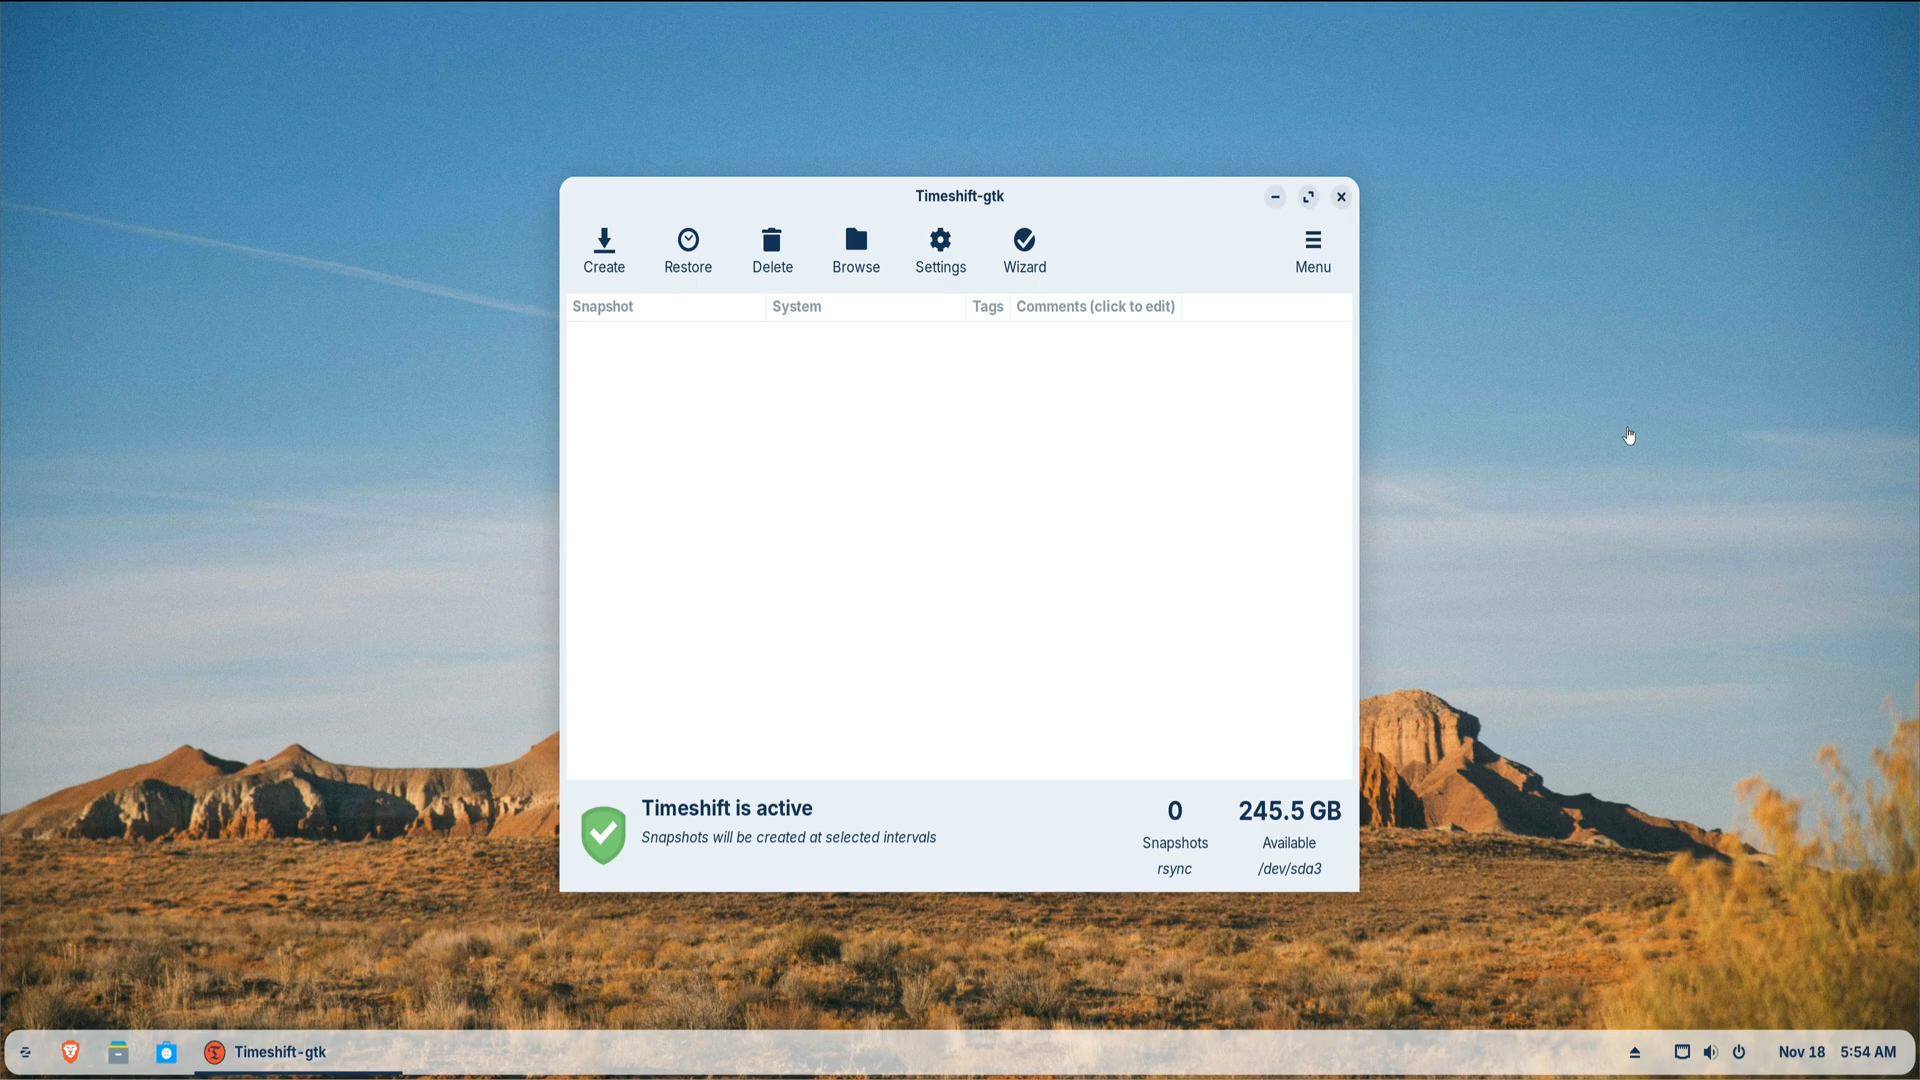 Timeshift-gtk
Create Restore Delete Browse Settings Wizard Menu
Snapshot System Tags Comments (click to edit)
Timeshift is active
Snapshots will be created at selected intervals
0 245.5 GB
Snapshots Available
rsync /dev/sda3
Timeshift-gtk Nov 18 5:54 AM